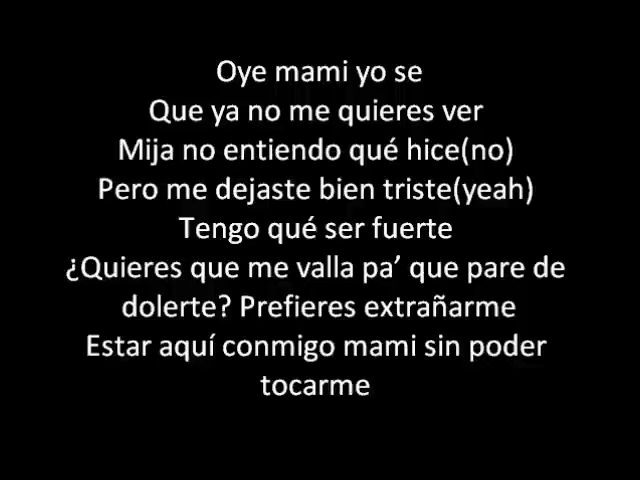 Oye mami yo se
Que ya no me quieres ver
Mija no entiendo qué hice(no)
Pero me dejaste bien triste(yeah)
Tengo qué ser fuerte
¿Quieres que me valla pa’ que pare de
dolerte? Prefieres extrañarme
Estar aquí conmigo mami sin poder
tocarme